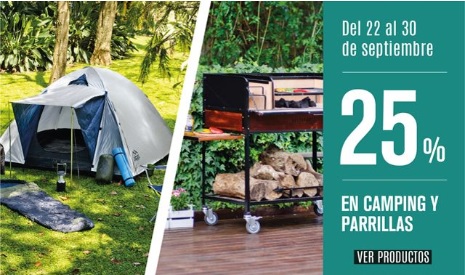 Del 22 al 30
de septiembre
25%
EN CAMPING Y
PARRILLAS
VER PRODUCTOS